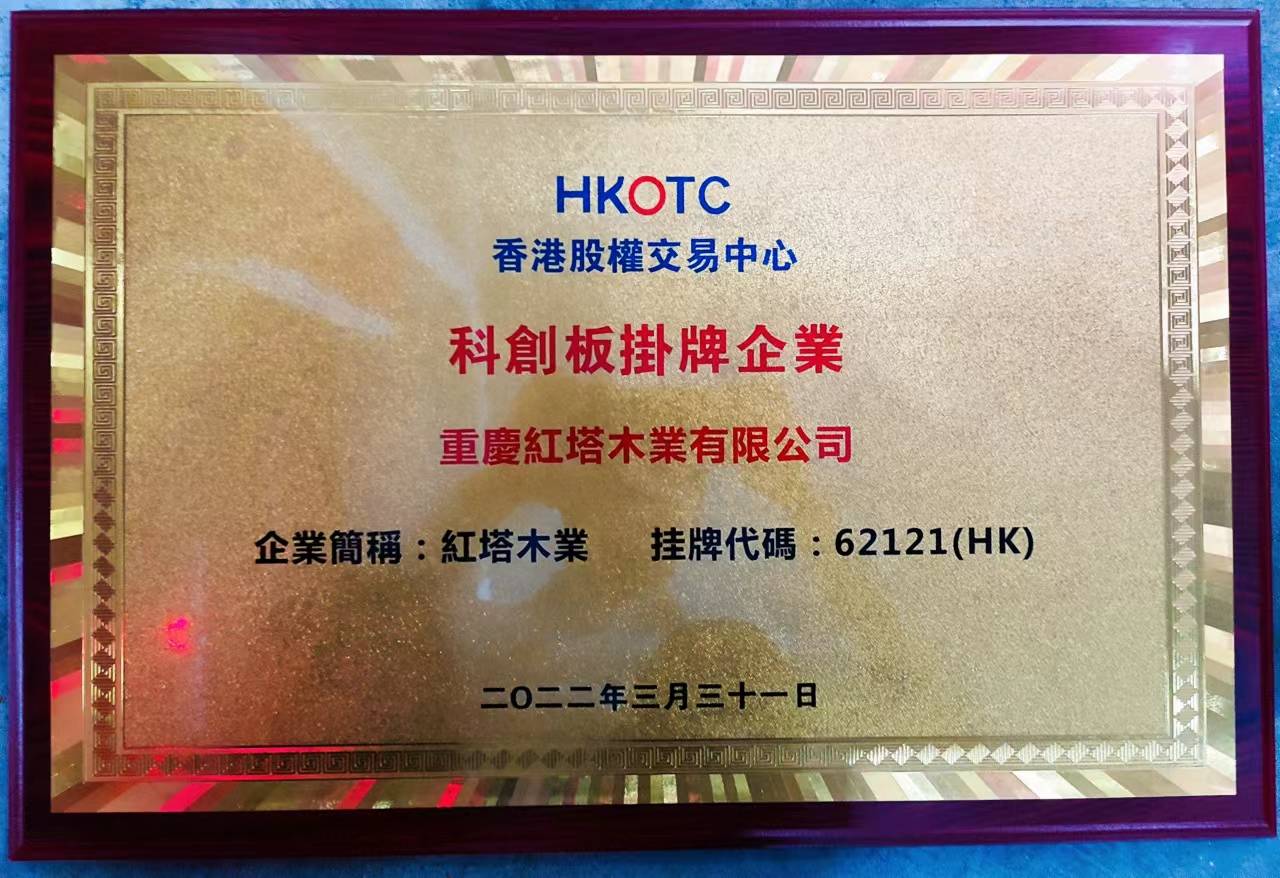 HKOTC
香港股權交易中心
科創板掛牌企業
重慶紅塔木業有限公司
企業簡稱：紅塔木業 挂牌代碼：62121(HK)
二〇二二年三月三十一日